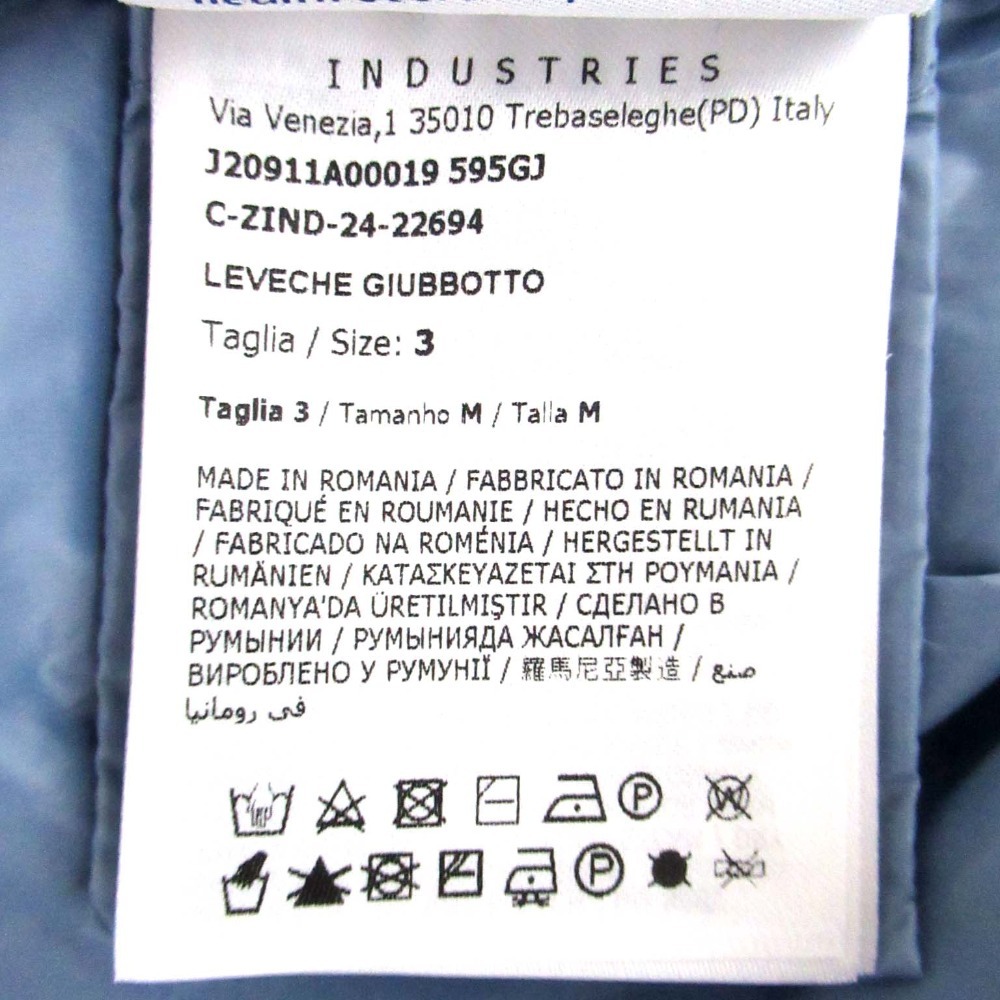 INDUSTRIES
Via Venezia,1 35010 Trebaseleghe(PD) Italy
J20911A00019 595GJ
C-ZIND-24-22694
LEVECHE GIUBBOTTO
Taglia / Size: 3
Taglia 3 / Tamanho M / Talla M
MADE IN ROMANIA / FABBRICATO IN ROMANIA /
FABRIQUÉ EN ROUMANIE / HECHO EN RUMANIA
/ FABRICADO NA ROMÉNIA / HERGESTELLT IN
RUMÄNIEN / ΚΑΤΑΣΚΕΥΑΖΕΤΑΙ ΣΤΗ ΡΟΥΜΑΝΙΑ /
ROMANYA'DA ÜRETILMIŞTIR / СДЕЛАНО В
РУМЫНИИ / РУМЫНИЯДА ЖАСАЛҒАН /
ВИРОБЛЕНО У РУМУНІЇ / 羅馬尼亞製造 / صنع
في رومانيا
P W
P